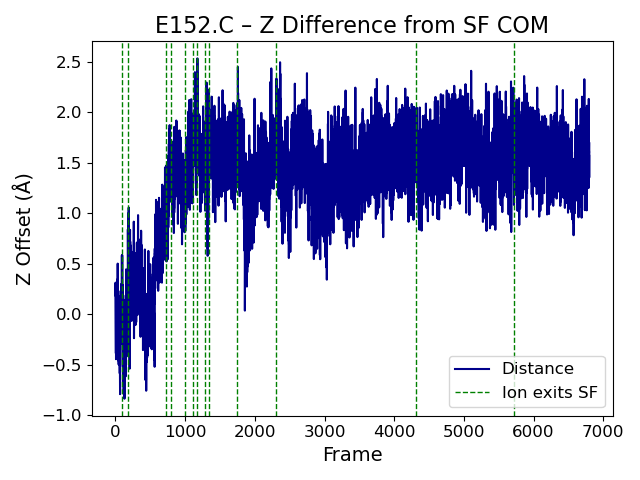 E152.C – Z Difference from SF COM
Z Offset (Å)
2.5
2.0
1.5
1.0
0.5
0.0
−0.5
−1.0
Distance
Ion exits SF
0 1000 2000 3000 4000 5000 6000 7000
Frame